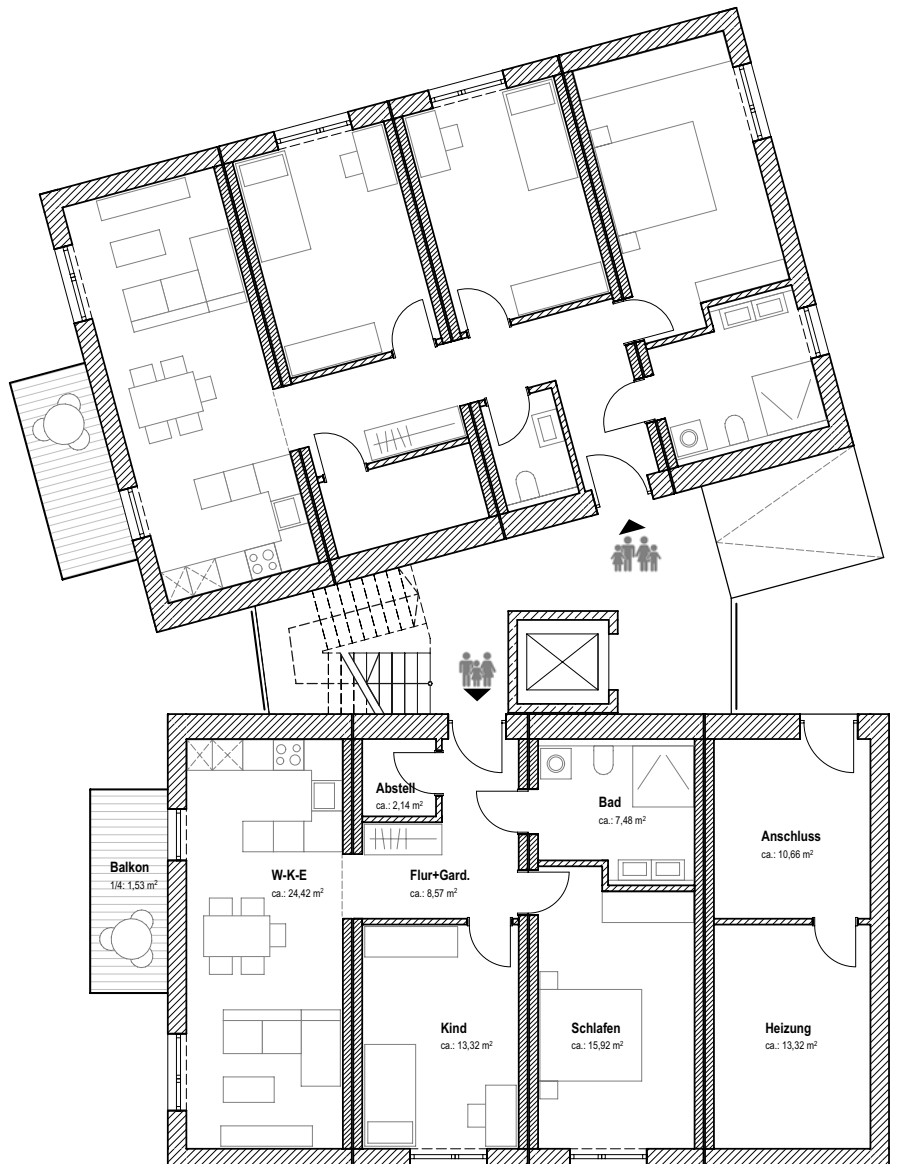 Abstell
ca.: 2,14 m²
Bad
ca.: 7,48 m²
Anschluss
ca.: 10,66 m²
Balkon
1/4: 1,53 m²
W-K-E
ca.: 24,42 m²
Flur+Gard.
ca.: 8,57 m²
Kind
ca.: 13,32 m²
Schlafen
ca.: 15,92 m²
Heizung
ca.: 13,32 m²